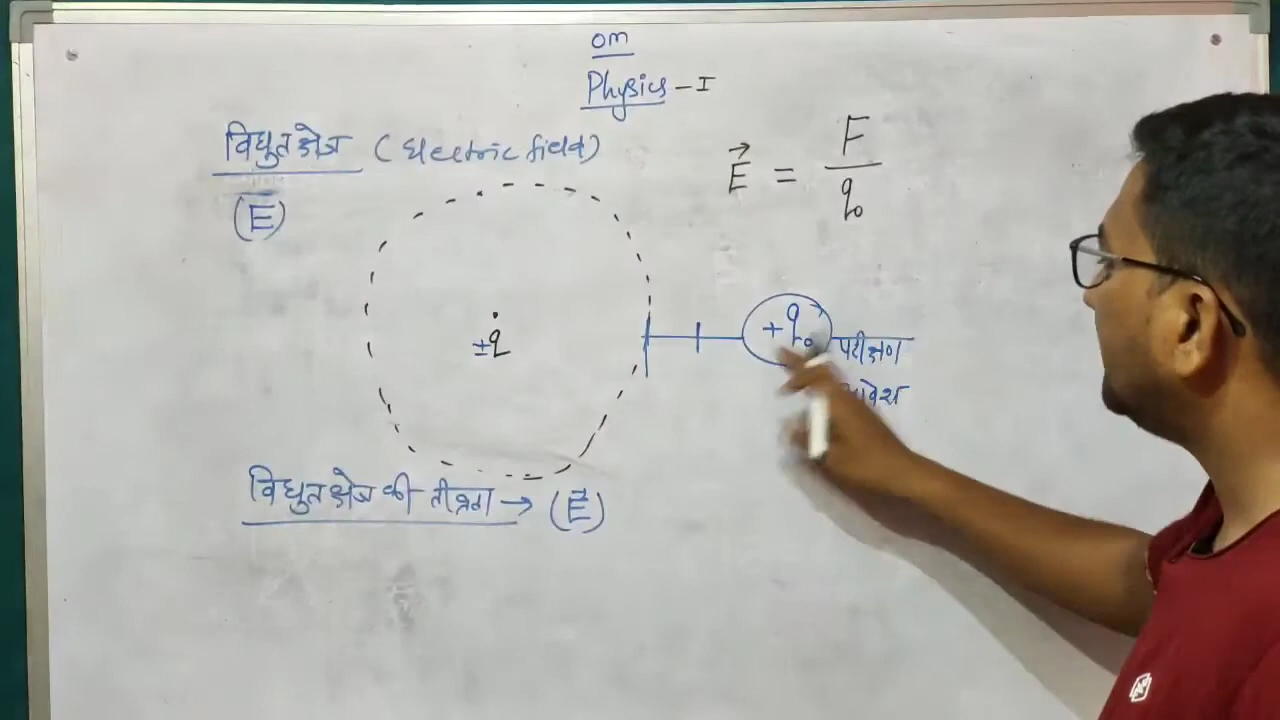 om
Physics - I
विद्युत क्षेत्र (Electric field)
(E)
E⃗ = F / q₀
±q
+q₀
परीक्षण
आवेश
विद्युत क्षेत्र की तीव्रता → (E⃗)